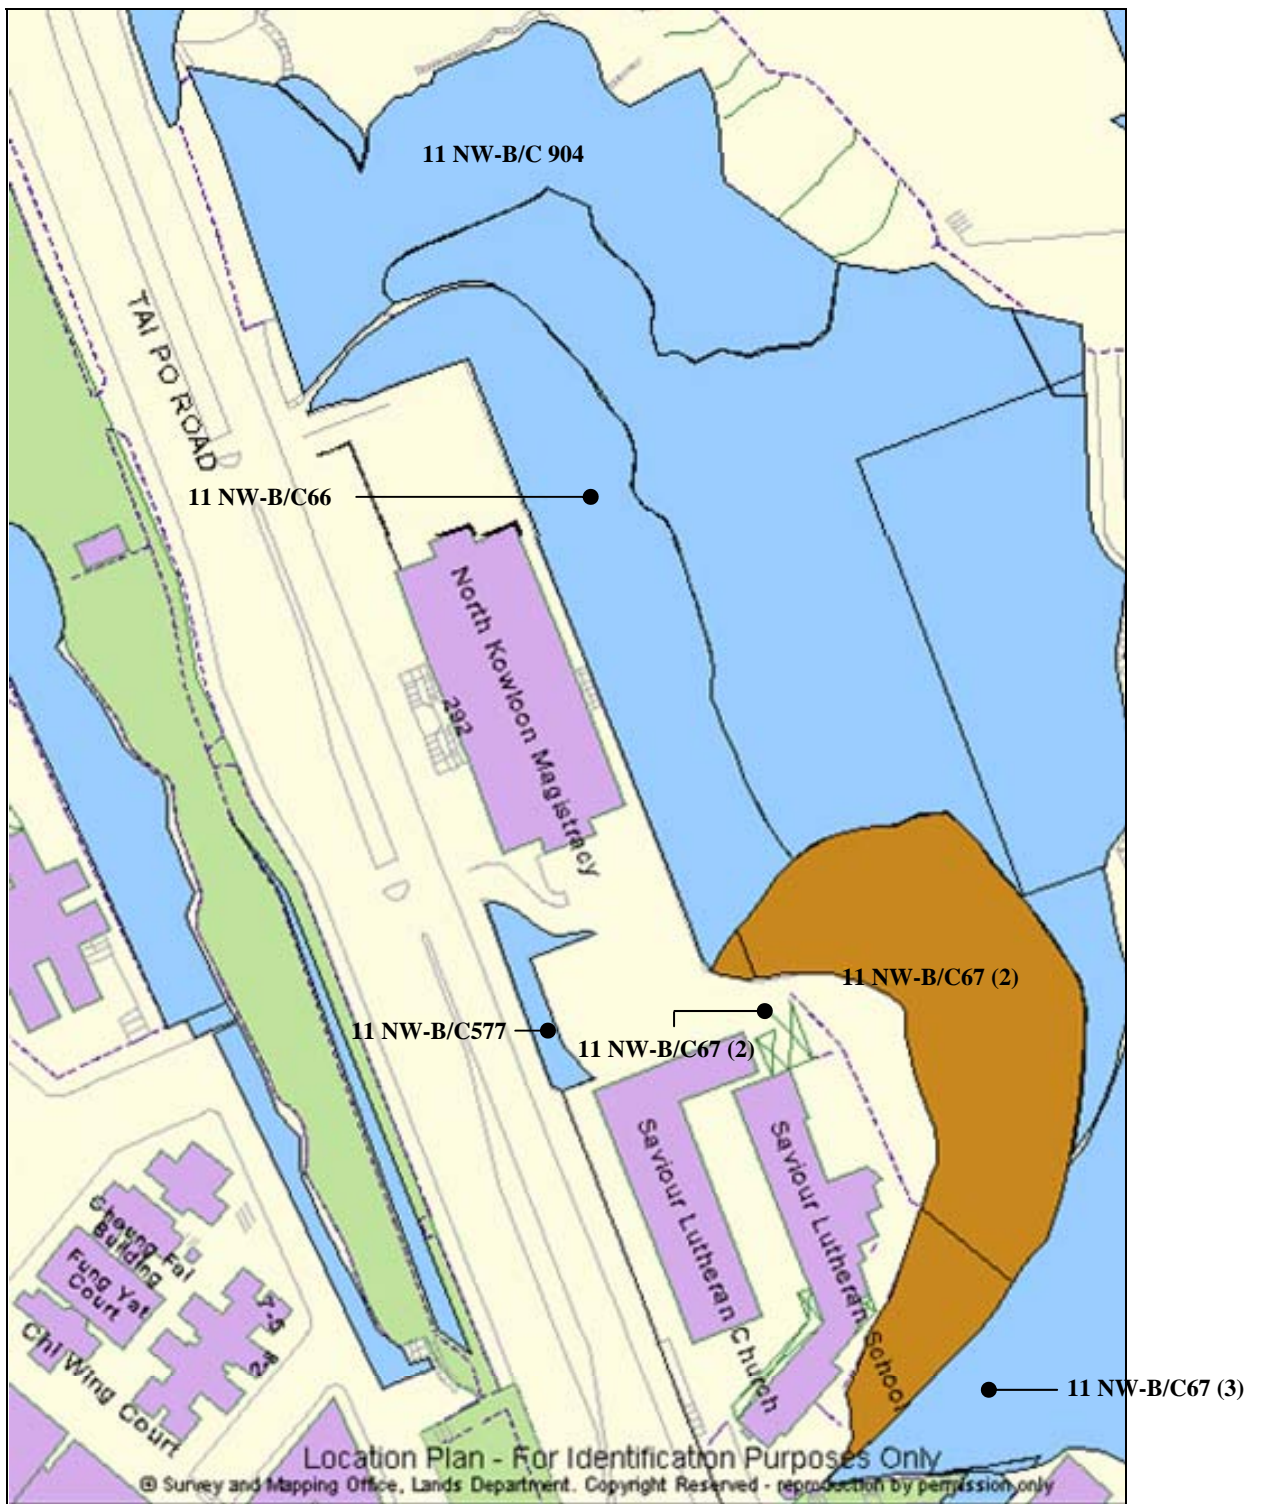 11 NW-B/C 904
TAI PO ROAD
11 NW-B/C66
North Kowloon Magistracy
292
11 NW-B/C67 (2)
11 NW-B/C577
11 NW-B/C67 (2)
Saviour Lutheran Church
Saviour Lutheran School
Cheung Fai
Building
Fung Yat
Court
7-5
2-8
Chi Wing Court
11 NW-B/C67 (3)
Location Plan - For Identification Purposes Only
© Survey and Mapping Office, Lands Department. Copyright Reserved - reproduction by permission only